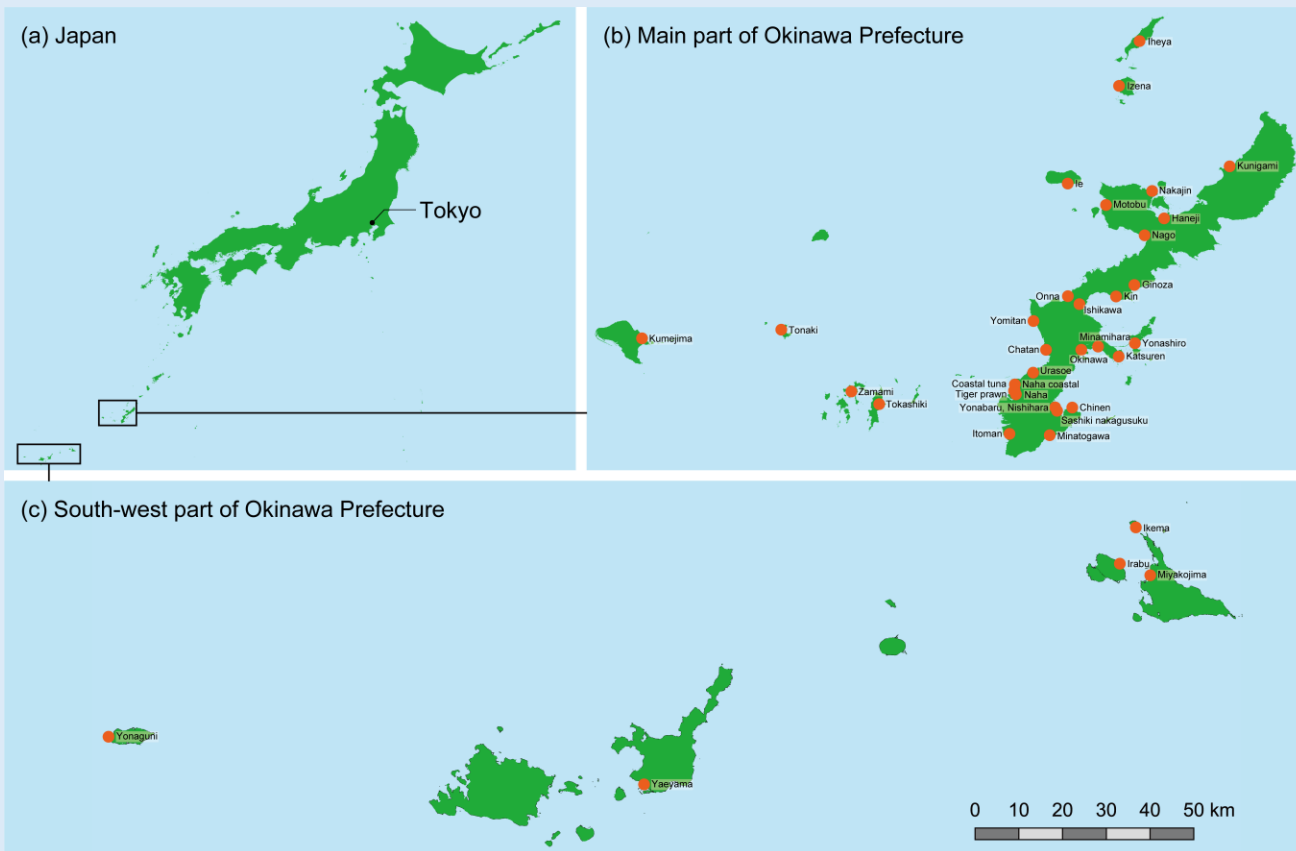 (a) Japan
Tokyo
(b) Main part of Okinawa Prefecture
Iheya
Izena
Kunigami
Ie
Nakajin
Motobu
Haneji
Nago
Ginoza
Onna
Kin
Ishikawa
Yomitan
Kumejima
Tonaki
Minamihara
Yonashiro
Chatan
Okinawa
Katsuren
Urasoe
Coastal tuna
Naha coastal
Zamami
Tiger prawn
Naha
Tokashiki
Yonabaru, Nishihara
Chinen
Sashiki nakagusuku
Itoman
Minatogawa
(c) South-west part of Okinawa Prefecture
Ikema
Irabu
Miyakojima
Yonaguni
Yaeyama
0 10 20 30 40 50 km